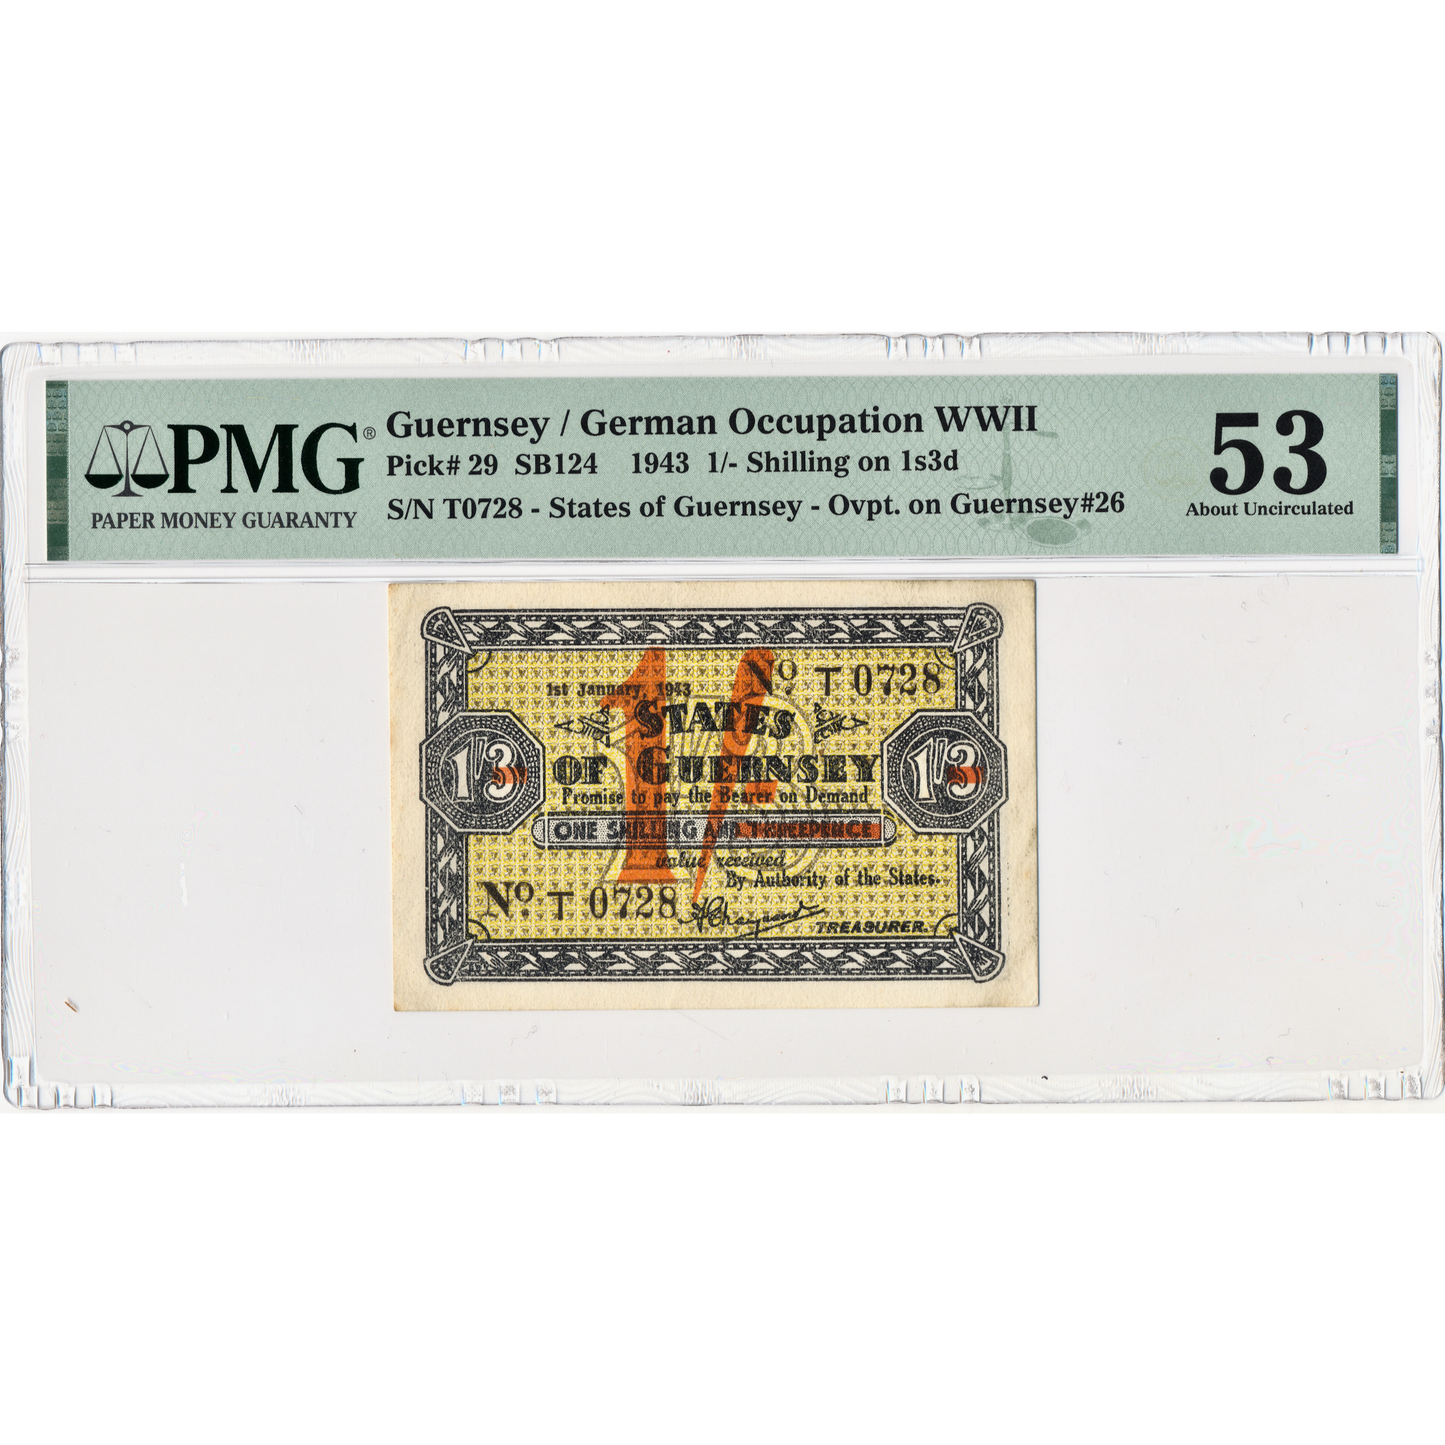 PMG®
PAPER MONEY GUARANTY
Guernsey / German Occupation WWII
Pick# 29 SB124 1943 1/- Shilling on 1s3d
S/N T0728 - States of Guernsey - Ovpt. on Guernsey#26
53
About Uncirculated
1/-
1st January, 1943
No. T 0728
STATES
OF GUERNSEY
1/3
1/3
Promise to pay the Bearer on Demand
ONE SHILLING AND THREEPENCE
value received
By Authority of the States.
No. T 0728
TREASURER.